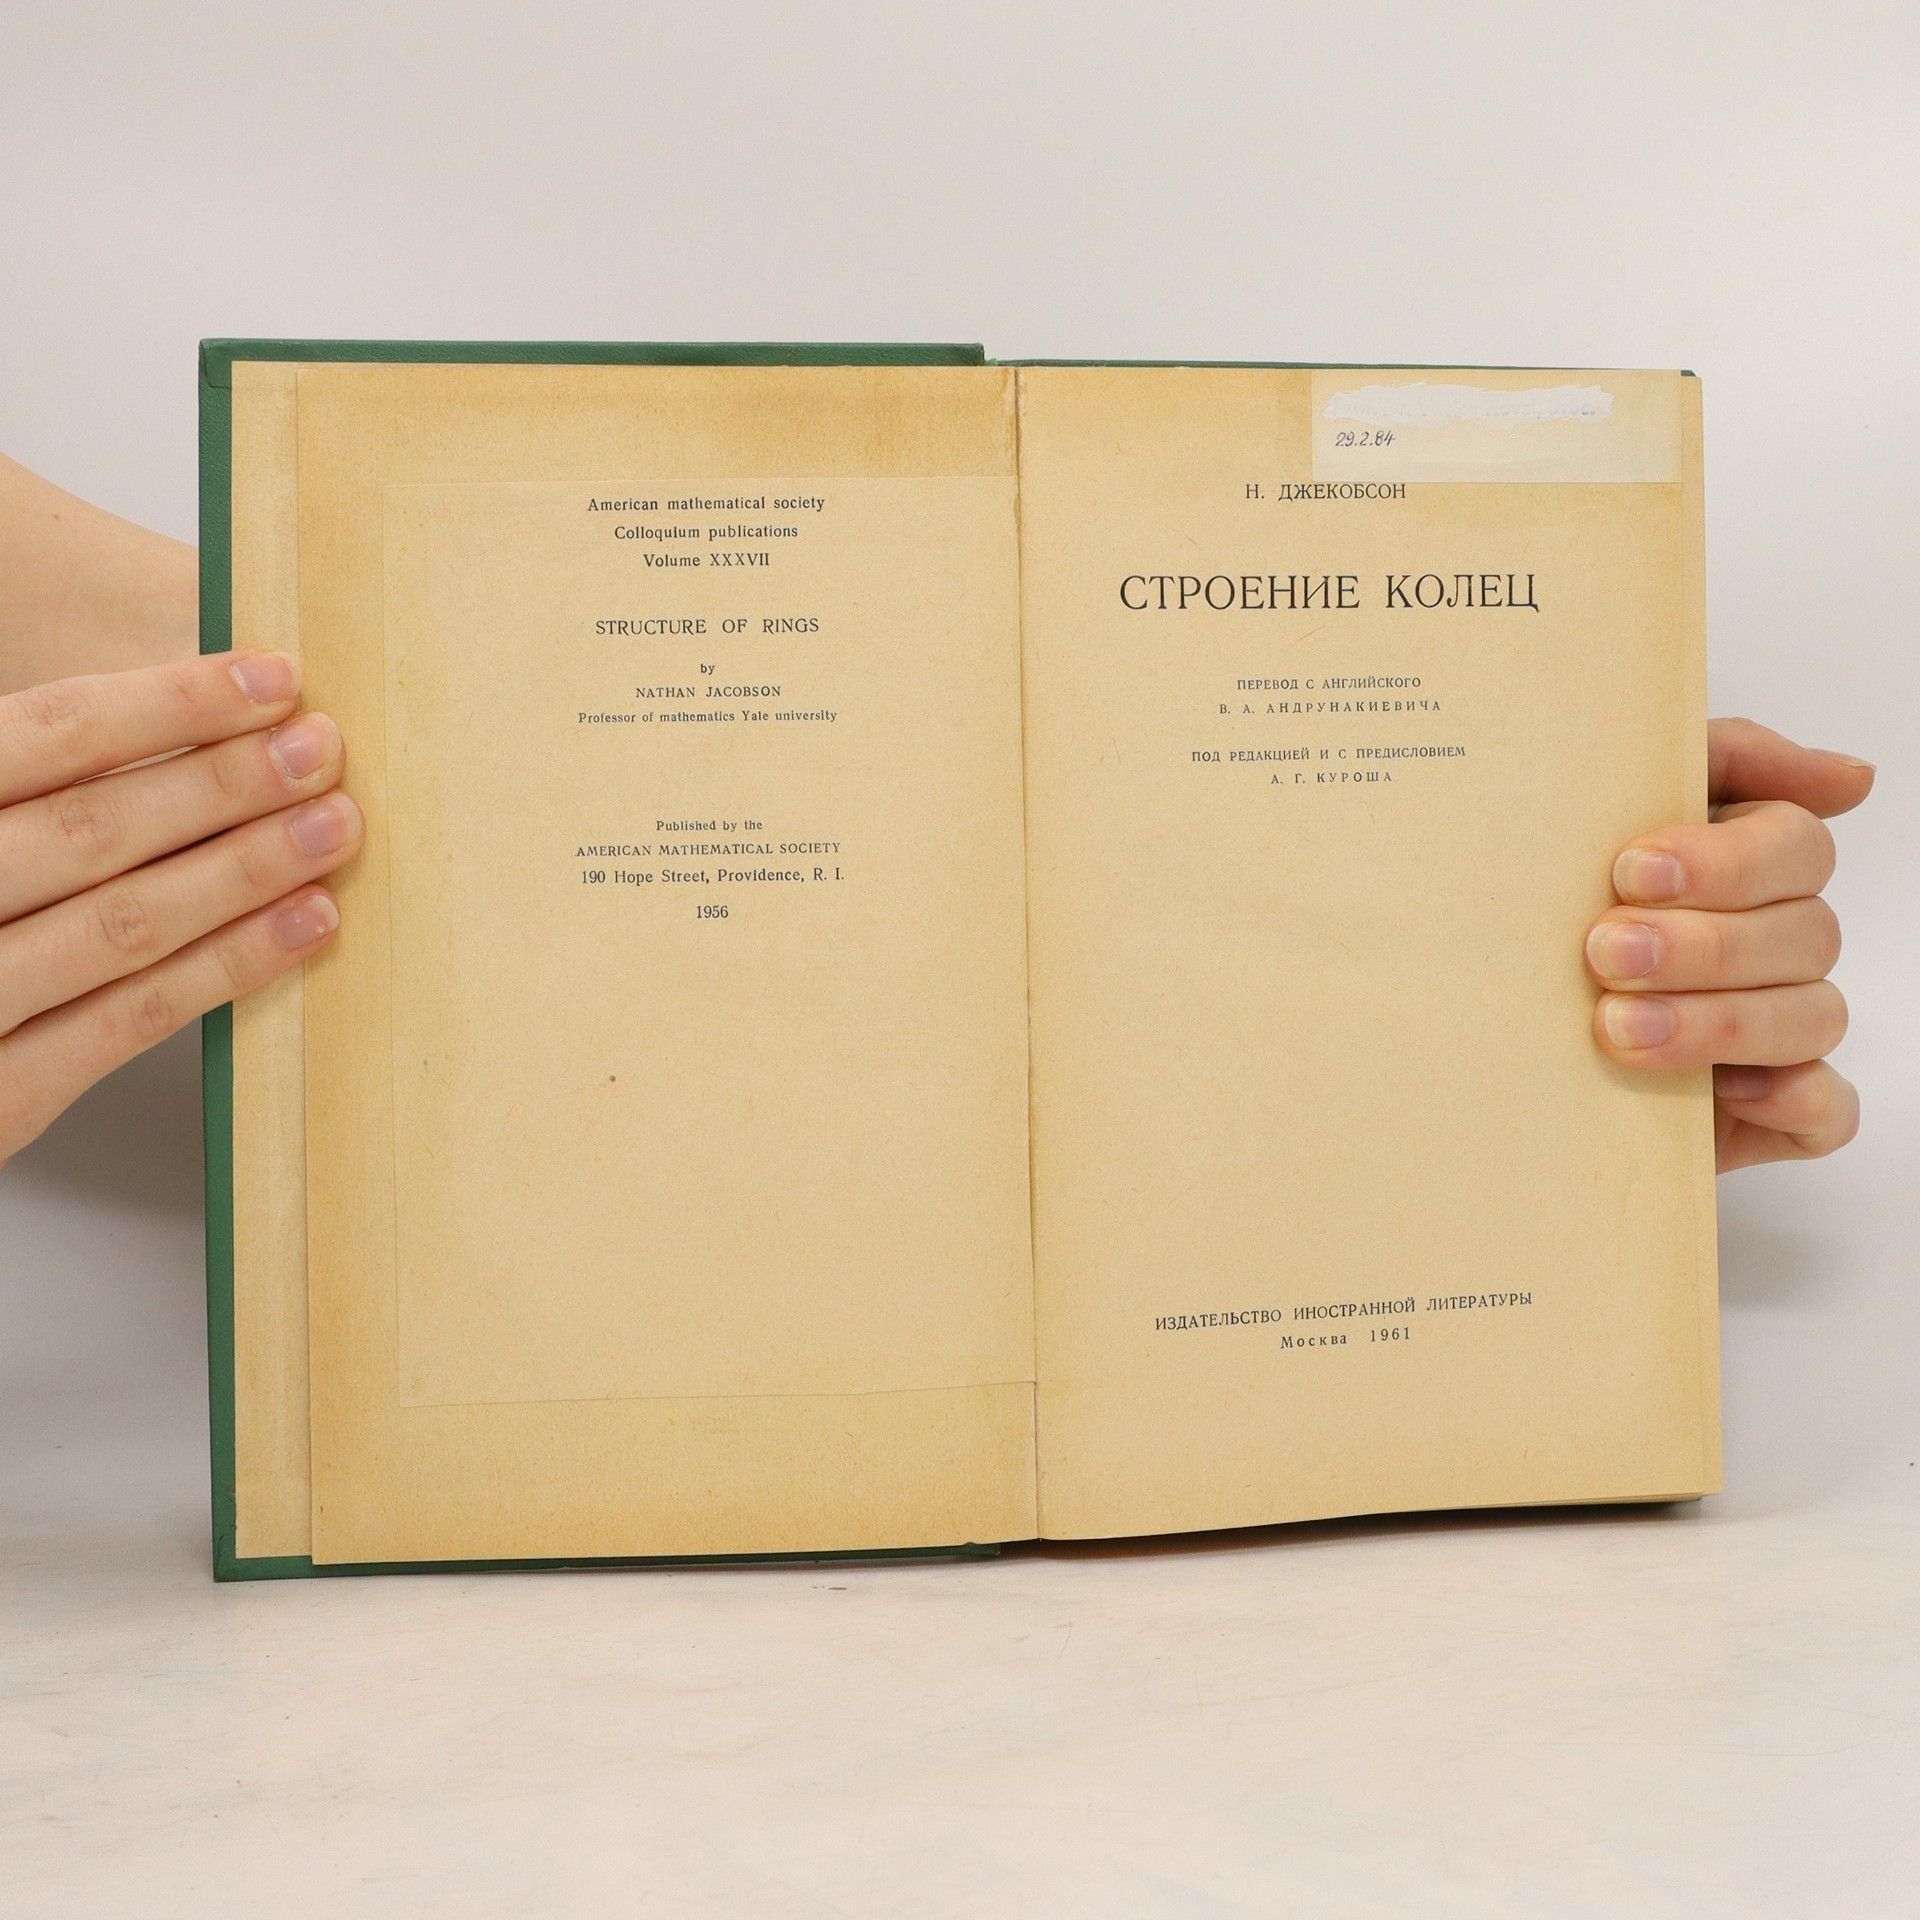 American mathematical society
Colloquium publications
Volume XXXVII
STRUCTURE OF RINGS
by
NATHAN JACOBSON
Professor of mathematics Yale university
Published by the
AMERICAN MATHEMATICAL SOCIETY
190 Hope Street, Providence, R. I.
1956
29.2.84
Н. ДЖЕКОБСОН
СТРОЕНИЕ КОЛЕЦ
ПЕРЕВОД С АНГЛИЙСКОГО
В. А. АНДРУНАКИЕВИЧА
ПОД РЕДАКЦИЕЙ И С ПРЕДИСЛОВИЕМ
А. Г. КУРОША
ИЗДАТЕЛЬСТВО ИНОСТРАННОЙ ЛИТЕРАТУРЫ
Москва 1961